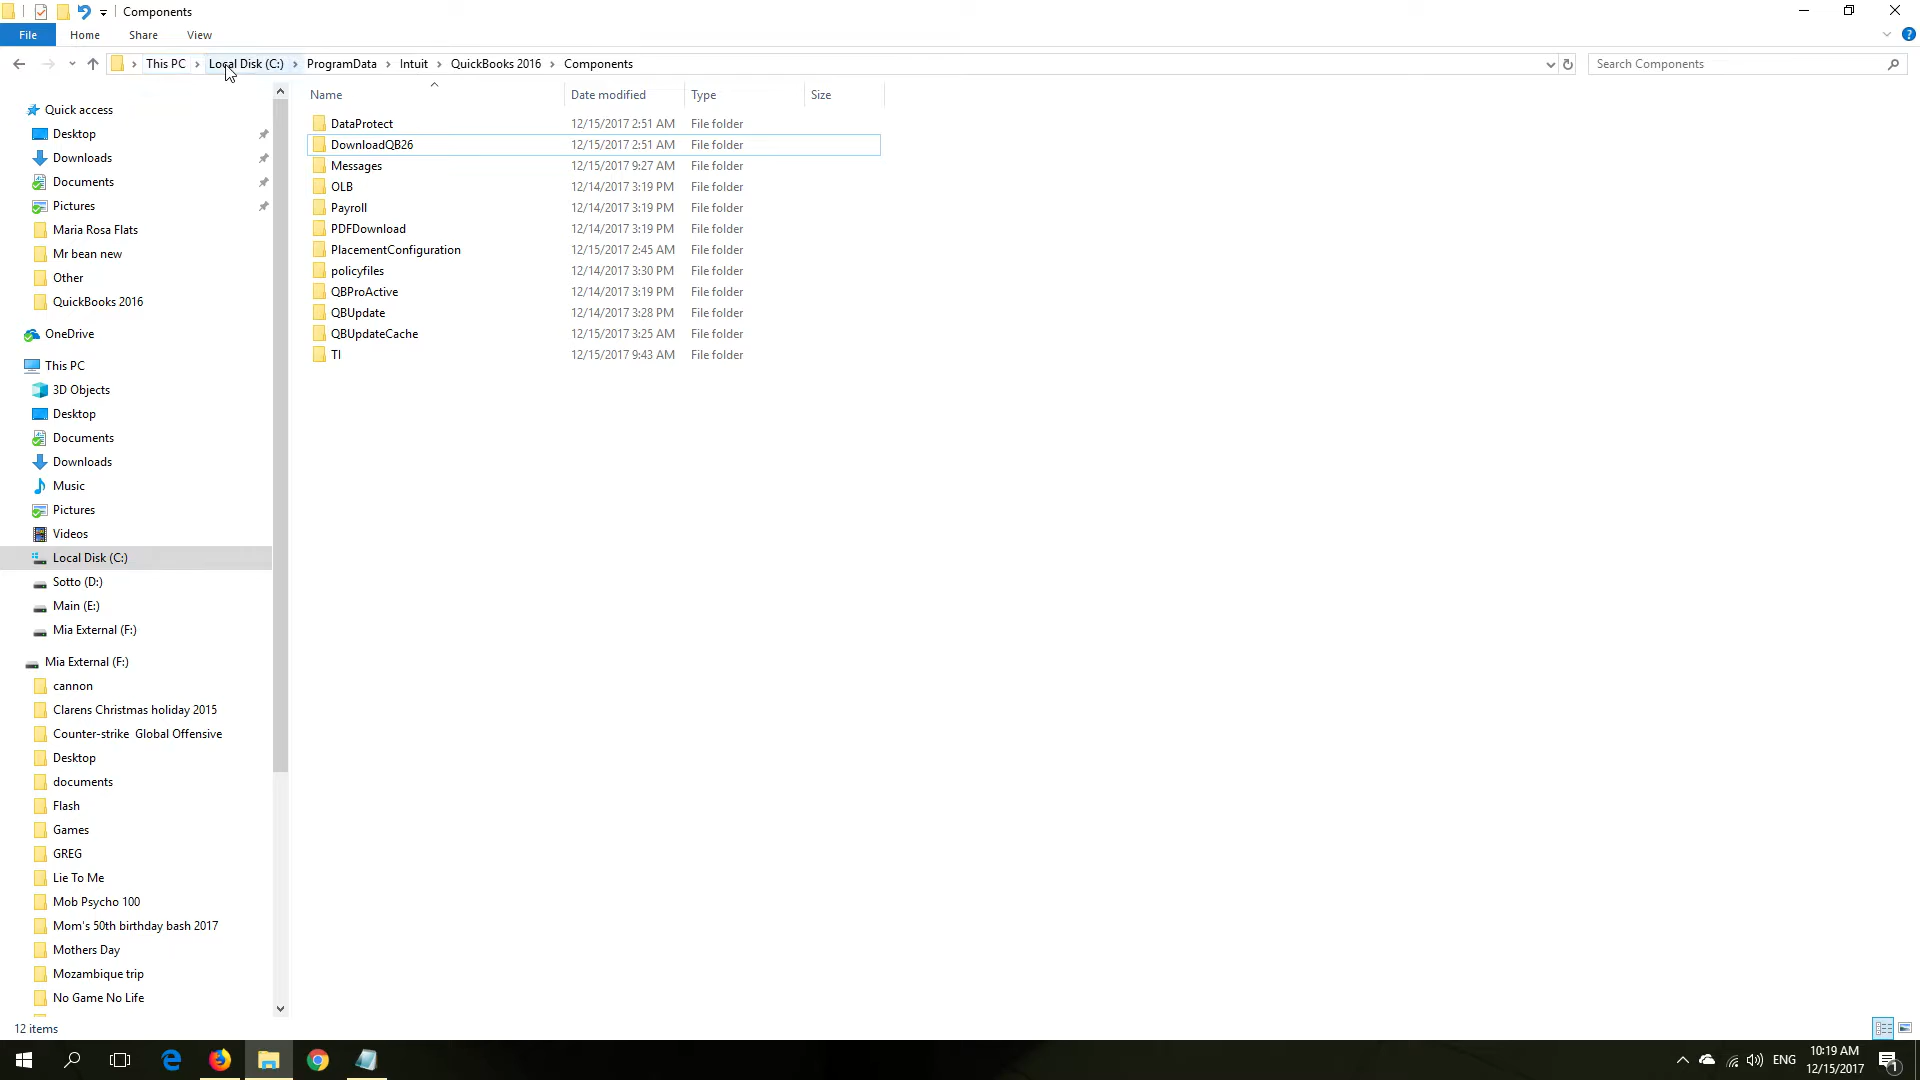 Components
File Home Share View
This PC Local Disk (C:) ProgramData Intuit QuickBooks 2016 Components Search Components
Name Date modified Type Size
Quick access
Desktop
Downloads
Documents
Pictures
Maria Rosa Flats
Mr bean new
Other
QuickBooks 2016
OneDrive
This PC
3D Objects
Desktop
Documents
Downloads
Music
Pictures
Videos
Local Disk (C:)
Sotto (D:)
Main (E:)
Mia External (F:)
Mia External (F:)
cannon
Clarens Christmas holiday 2015
Counter-strike Global Offensive
Desktop
documents
Flash
Games
GREG
Lie To Me
Mob Psycho 100
Mom's 50th birthday bash 2017
Mothers Day
Mozambique trip
No Game No Life
DataProtect 12/15/2017 2:51 AM File folder
DownloadQB26 12/15/2017 2:51 AM File folder
Messages 12/15/2017 9:27 AM File folder
OLB 12/14/2017 3:19 PM File folder
Payroll 12/14/2017 3:19 PM File folder
PDFDownload 12/14/2017 3:19 PM File folder
PlacementConfiguration 12/15/2017 2:45 AM File folder
policyfiles 12/14/2017 3:30 PM File folder
QBProActive 12/14/2017 3:19 PM File folder
QBUpdate 12/14/2017 3:28 PM File folder
QBUpdateCache 12/15/2017 3:25 AM File folder
TI 12/15/2017 9:43 AM File folder
12 items
ENG
10:19 AM
12/15/2017
1